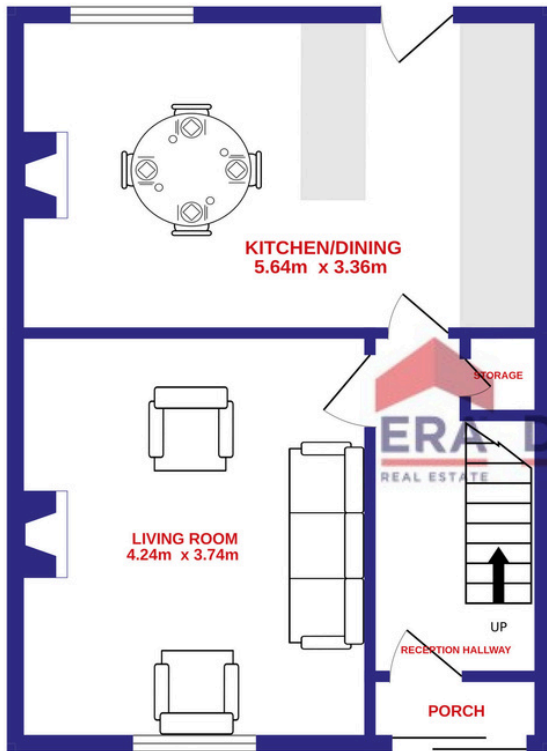 KITCHEN/DINING
5.64m x 3.36m
STORAGE
ERA D
REAL ESTATE
LIVING ROOM
4.24m x 3.74m
UP
RECEPTION HALLWAY
PORCH